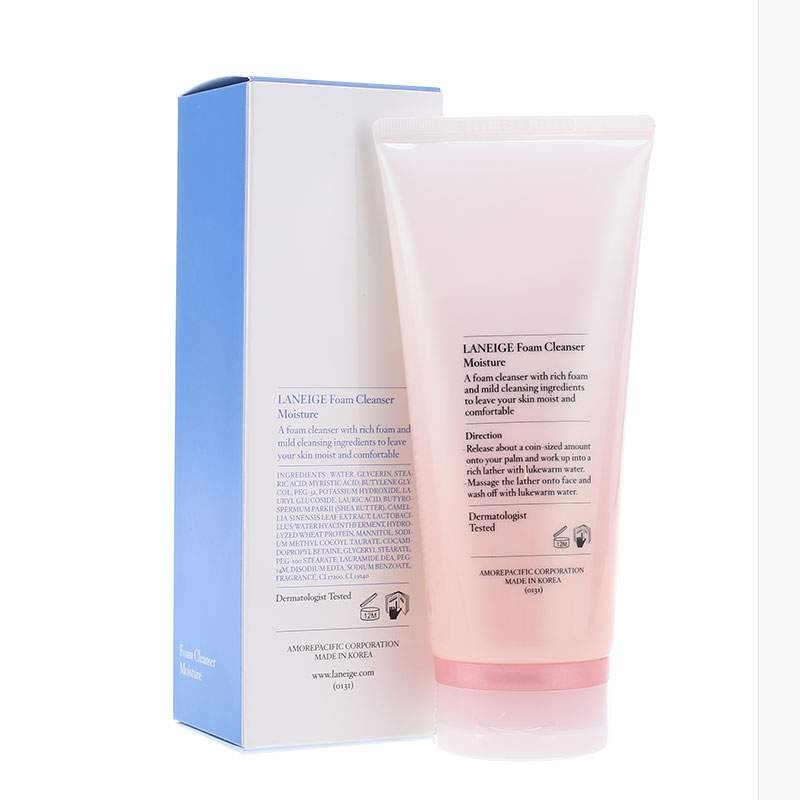 LANEIGE Foam Cleanser
Moisture
A foam cleanser with rich foam and
mild cleansing ingredients to leave
your skin moist and comfortable
INGREDIENTS : WATER, GLYCERIN, STEA
RIC ACID, MYRISTIC ACID, BUTYLENE GLY
COL, PEG-32, POTASSIUM HYDROXIDE, LA-
URYL GLUCOSIDE, LAURIC ACID, BUTYRO-
SPERMUM PARKII (SHEA BUTTER), CAMEL
LIA SINENSIS LEAF EXTRACT, LACTOBACI-
LLEUS/WATER HYACINTH FERMENT, HYDRO-
LYZED WHEAT PROTEIN, MANNITOL, SODI
UM METHYL COCOYL TAURATE, COCAMI-
DOPROPYL BETAINE, GLYCERYL STEARATE,
PEG-100 STEARATE, LAURAMIDE DEA, PEG-
14M, DISODIUM EDTA, SODIUM BENZOATE,
FRAGRANCE, CI 17200, CI 19140
Dermatologist Tested
12M
AMOREPACIFIC CORPORATION
MADE IN KOREA
www.laneige.com
(0131)
Foam Cleanser
Moisture
LANEIGE Foam Cleanser
Moisture
A foam cleanser with rich foam
and mild cleansing ingredients
to leave your skin moist and
comfortable
Direction
-Release about a coin-sized amount
onto your palm and work up into a
rich lather with lukewarm water.
-Massage the lather onto face and
wash off with lukewarm water.
Dermatologist
Tested
12M
AMOREPACIFIC CORPORATION
MADE IN KOREA
(0131)